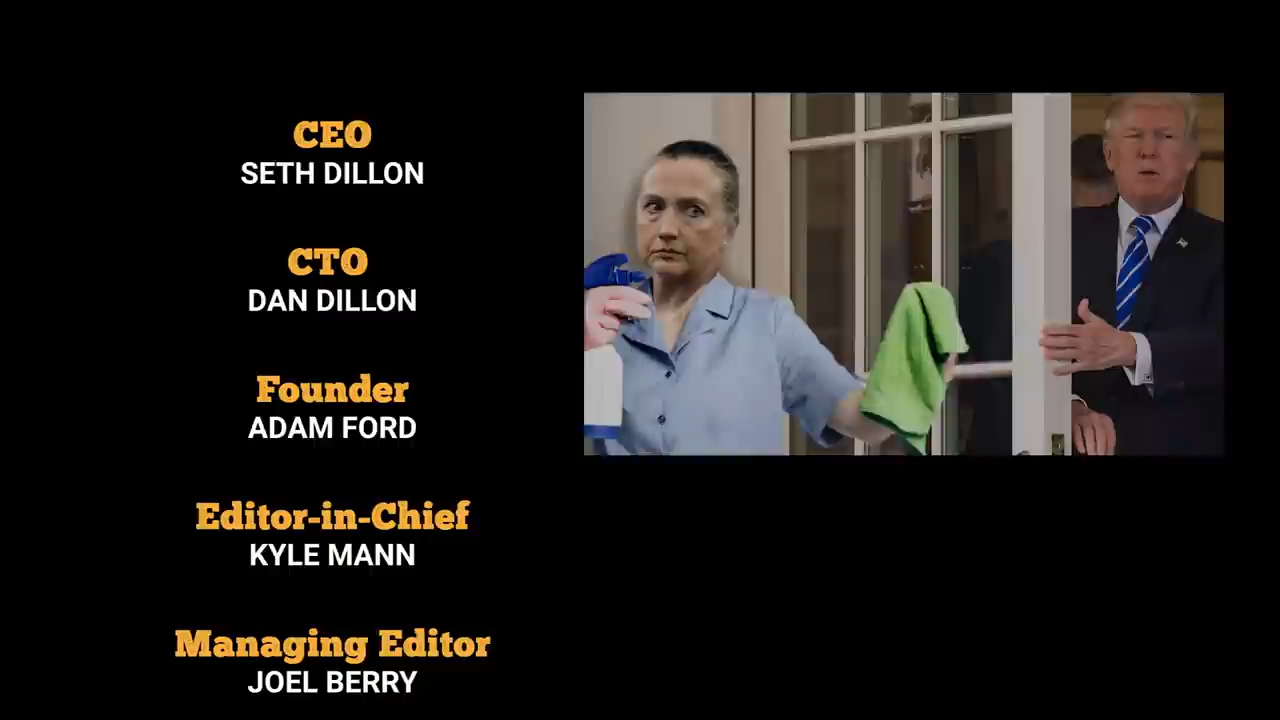 CEO
SETH DILLON
CTO
DAN DILLON
Founder
ADAM FORD
Editor-in-Chief
KYLE MANN
Managing Editor
JOEL BERRY